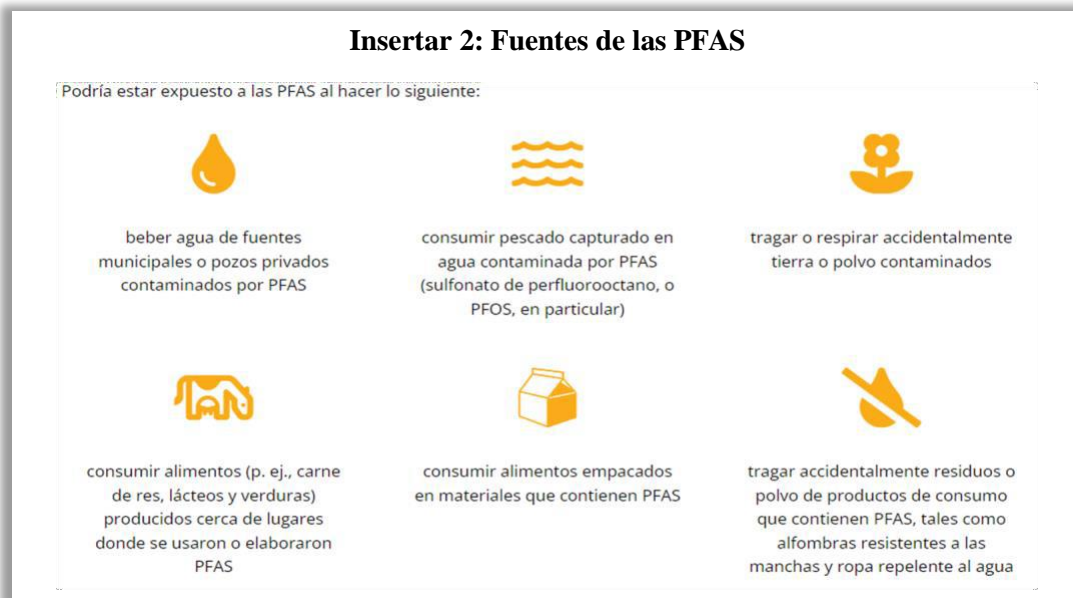 Insertar 2: Fuentes de las PFAS
Podría estar expuesto a las PFAS al hacer lo siguiente:
beber agua de fuentes
municipales o pozos privados
contaminados por PFAS
consumir pescado capturado en
agua contaminada por PFAS
(sulfonato de perfluorooctano, o
PFOS, en particular)
tragar o respirar accidentalmente
tierra o polvo contaminados
consumir alimentos (p. ej., carne
de res, lácteos y verduras)
producidos cerca de lugares
donde se usaron o elaboraron
PFAS
consumir alimentos empacados
en materiales que contienen PFAS
tragar accidentalmente residuos o
polvo de productos de consumo
que contienen PFAS, tales como
alfombras resistentes a las
manchas y ropa repelente al agua